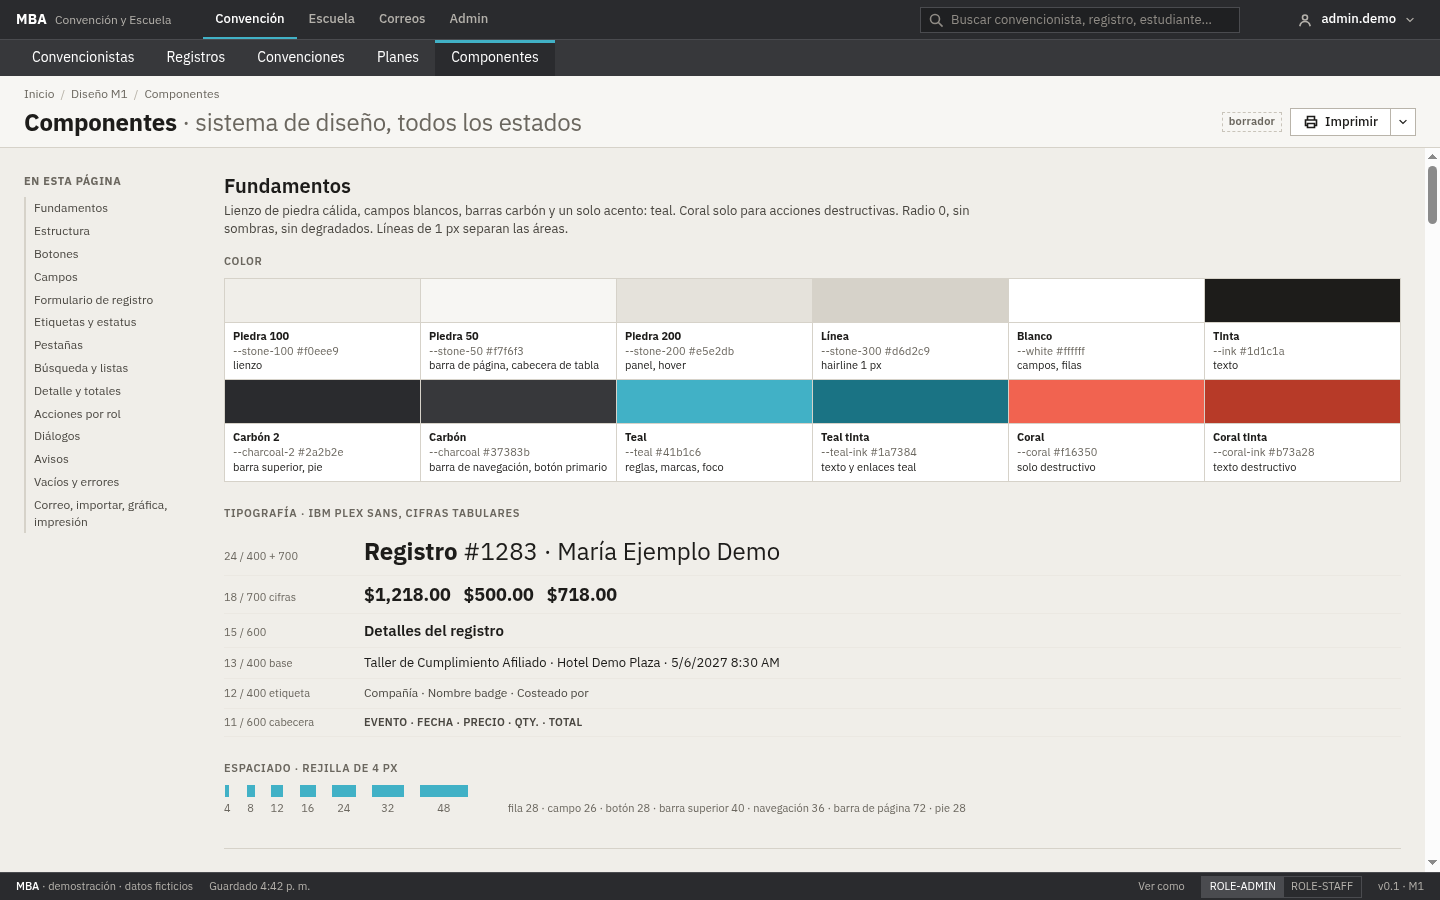 MBA Convención y Escuela Convención Escuela Correos Admin Buscar convencionista, registro, estudiante... admin.demo
Convencionistas Registros Convenciones Planes Componentes
Inicio / Diseño M1 / Componentes
Componentes · sistema de diseño, todos los estados borrador Imprimir
EN ESTA PÁGINA
Fundamentos
Estructura
Botones
Campos
Formulario de registro
Etiquetas y estatus
Pestañas
Búsqueda y listas
Detalle y totales
Acciones por rol
Diálogos
Avisos
Vacíos y errores
Correo, importar, gráfica,
impresión
Fundamentos
Lienzo de piedra cálida, campos blancos, barras carbón y un solo acento: teal. Coral solo para acciones destructivas. Radio 0, sin
sombras, sin degradados. Líneas de 1 px separan las áreas.
COLOR
Piedra 100 Piedra 50 Piedra 200 Línea Blanco Tinta
--stone-100 #f0eee9 --stone-50 #f7f6f3 --stone-200 #e5e2db --stone-300 #d6d2c9 --white #ffffff --ink #1d1c1a
lienzo barra de página, cabecera de tabla panel, hover hairline 1 px campos, filas texto
Carbón 2 Carbón Teal Teal tinta Coral Coral tinta
--charcoal-2 #2a2b2e --charcoal #37383b --teal #41b1c6 --teal-ink #1a7384 --coral #f16350 --coral-ink #b73a28
barra superior, pie barra de navegación, botón primario reglas, marcas, foco texto y enlaces teal solo destructivo texto destructivo
TIPOGRAFÍA · IBM PLEX SANS, CIFRAS TABULARES
24 / 400 + 700 Registro #1283 · María Ejemplo Demo
18 / 700 cifras $1,218.00 $500.00 $718.00
15 / 600 Detalles del registro
13 / 400 base Taller de Cumplimiento Afiliado · Hotel Demo Plaza · 5/6/2027 8:30 AM
12 / 400 etiqueta Compañía · Nombre badge · Costeado por
11 / 600 cabecera EVENTO · FECHA · PRECIO · QTY. · TOTAL
ESPACIADO · REJILLA DE 4 PX
4 8 12 16 24 32 48 fila 28 · campo 26 · botón 28 · barra superior 40 · navegación 36 · barra de página 72 · pie 28
MBA · demostración · datos ficticios Guardado 4:42 p. m. Ver como ROLE-ADMIN ROLE-STAFF v0.1 · M1